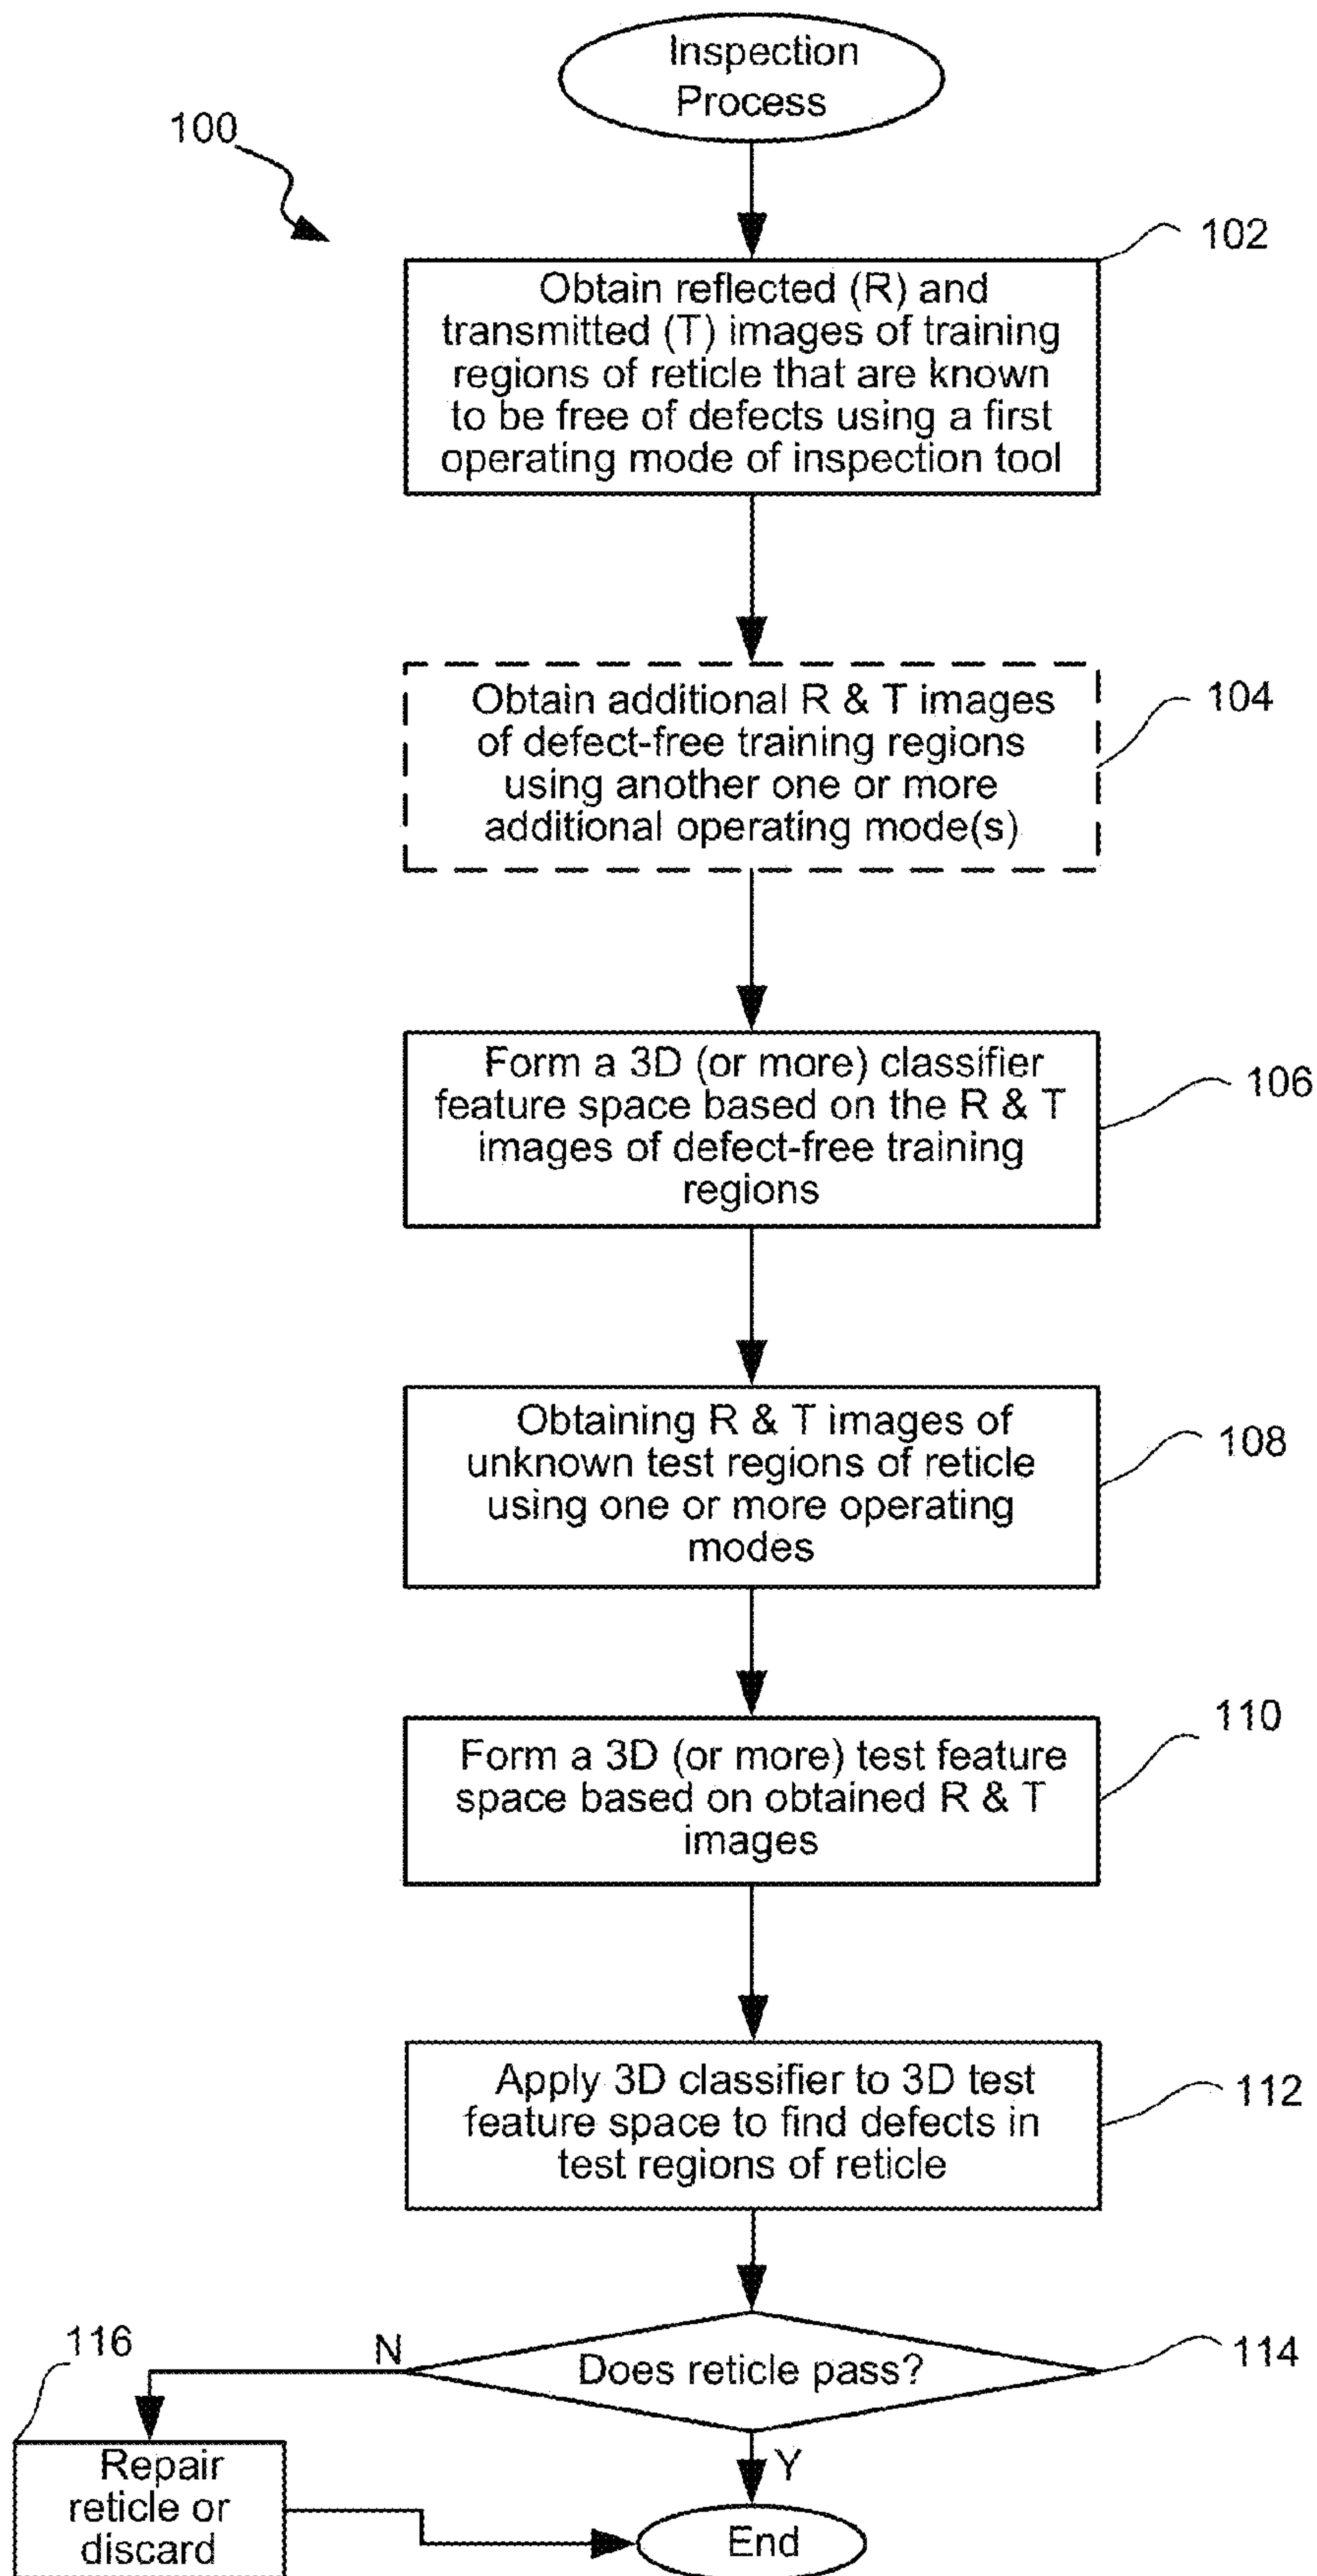 Inspection
Process
100
102
Obtain reflected (R) and
transmitted (T) images of training
regions of reticle that are known
to be free of defects using a first
operating mode of inspection tool
104
Obtain additional R & T images
of defect-free training regions
using another one or more
additional operating mode(s)
106
Form a 3D (or more) classifier
feature space based on the R & T
images of defect-free training
regions
108
Obtaining R & T images of
unknown test regions of reticle
using one or more operating
modes
110
Form a 3D (or more) test feature
space based on obtained R & T
images
112
Apply 3D classifier to 3D test
feature space to find defects in
test regions of reticle
114
Does reticle pass?
N
116
Repair
reticle or
discard
Y
End